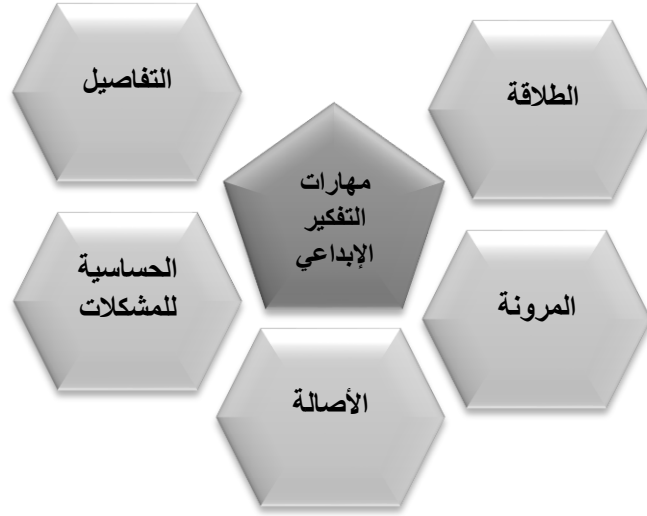 مهارات
التفكير
الإبداعي
الطلاقة
المرونة
الأصالة
الحساسية
للمشكلات
التفاصيل